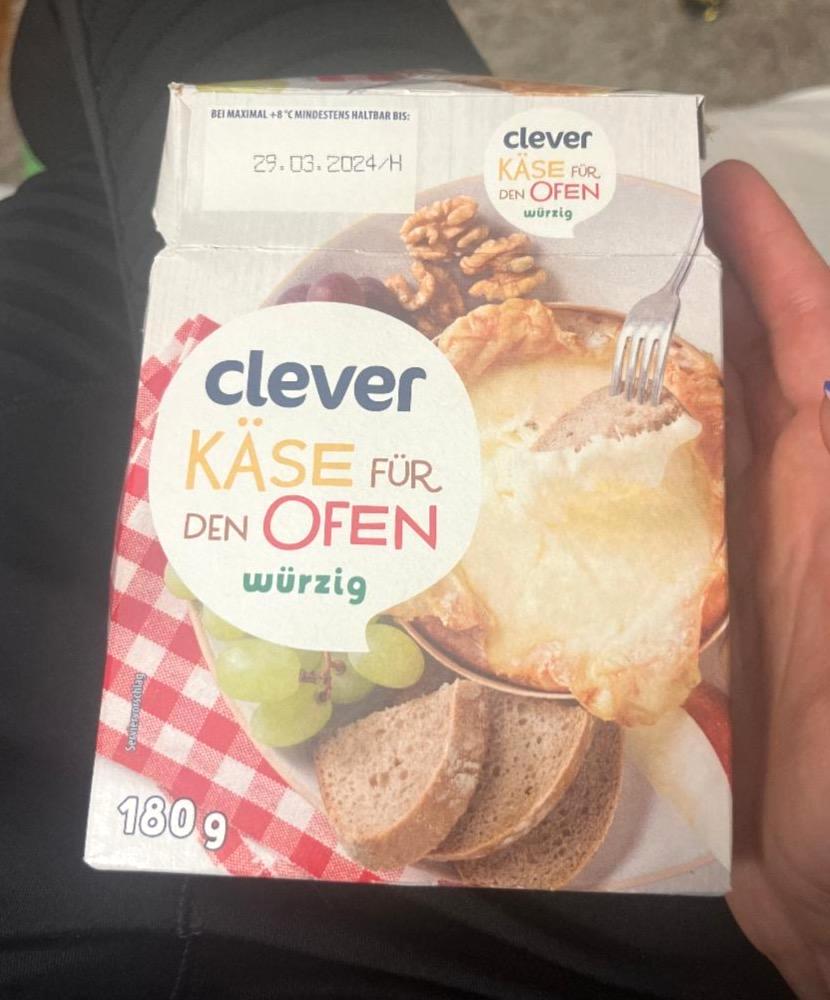 BEI MAXIMAL +8 °C MINDESTENS HALTBAR BIS:
29.03.2024/H
clever
KÄSE FÜR
DEN OFEN
würzig
clever
KÄSE FÜR
DEN OFEN
würzig
Serviervorschlag
180 g